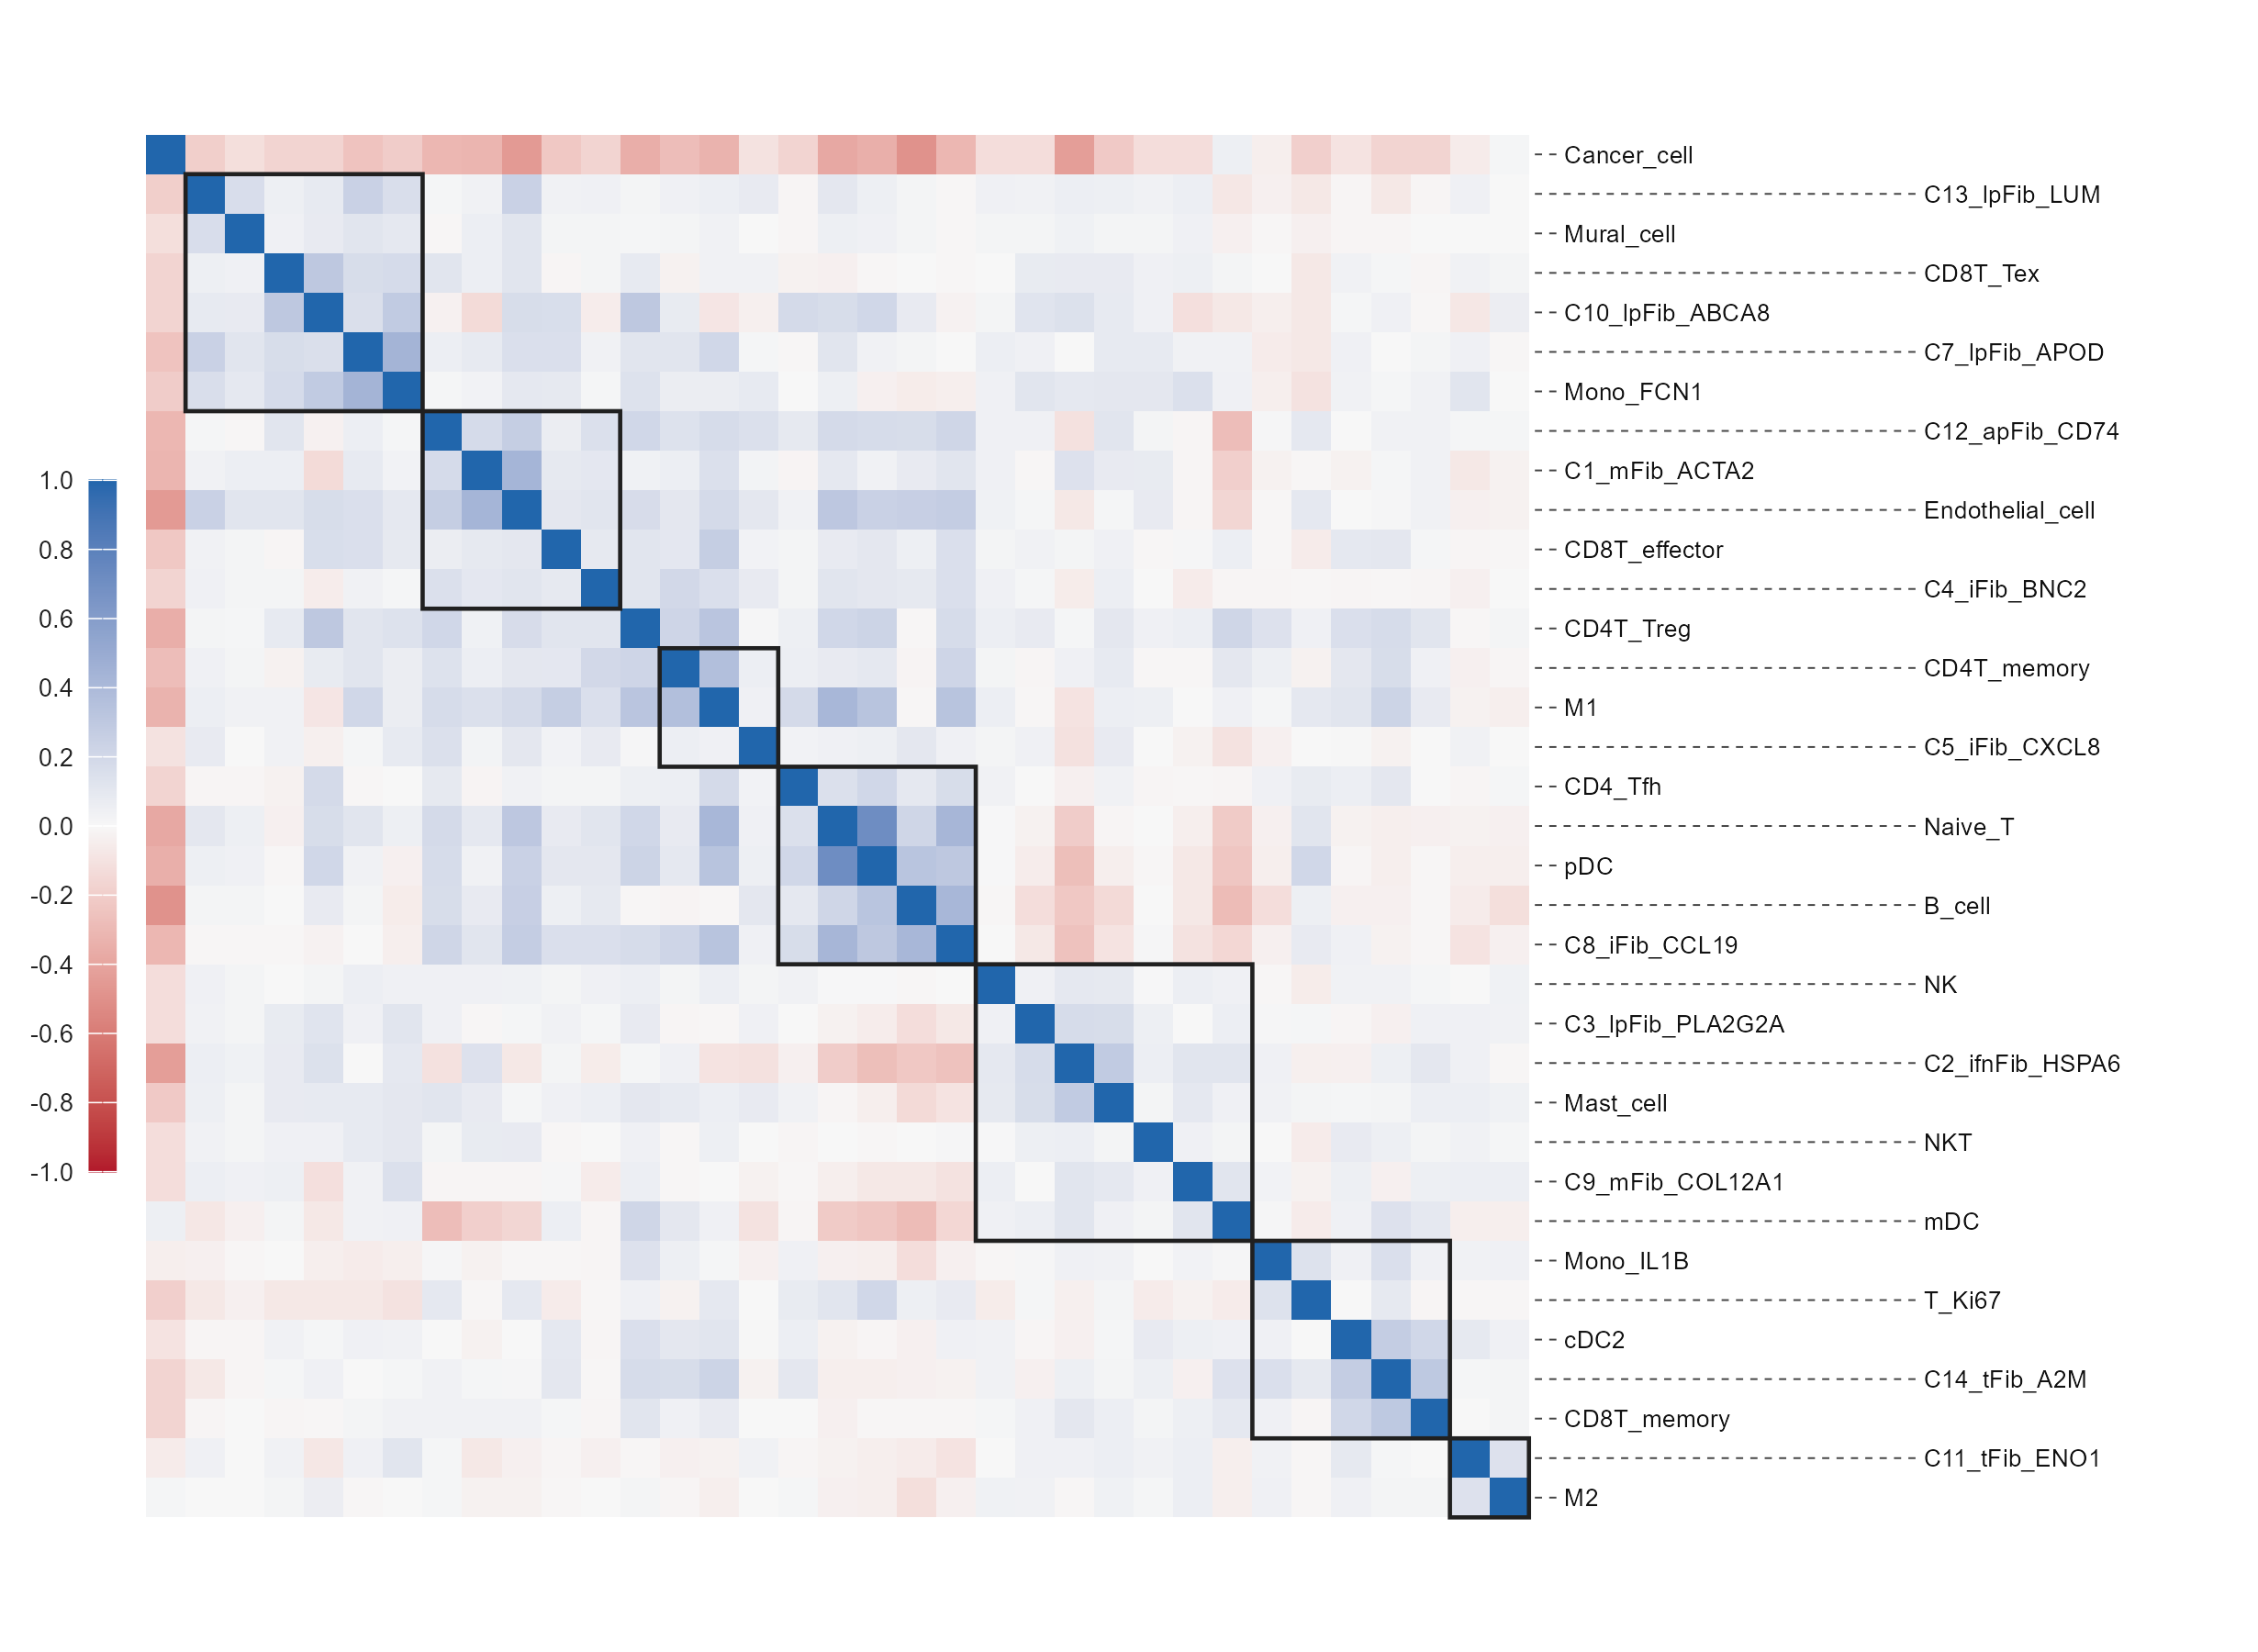 1.0
0.8
0.6
0.4
0.2
0.0
-0.2
-0.4
-0.6
-0.8
-1.0
Cancer_cell
C13_lpFib_LUM
Mural_cell
CD8T_Tex
C10_lpFib_ABCA8
C7_lpFib_APOD
Mono_FCN1
C12_apFib_CD74
C1_mFib_ACTA2
Endothelial_cell
CD8T_effector
C4_iFib_BNC2
CD4T_Treg
CD4T_memory
M1
C5_iFib_CXCL8
CD4_Tfh
Naive_T
pDC
B_cell
C8_iFib_CCL19
NK
C3_lpFib_PLA2G2A
C2_ifnFib_HSPA6
Mast_cell
NKT
C9_mFib_COL12A1
mDC
Mono_IL1B
T_Ki67
cDC2
C14_tFib_A2M
CD8T_memory
C11_tFib_ENO1
M2